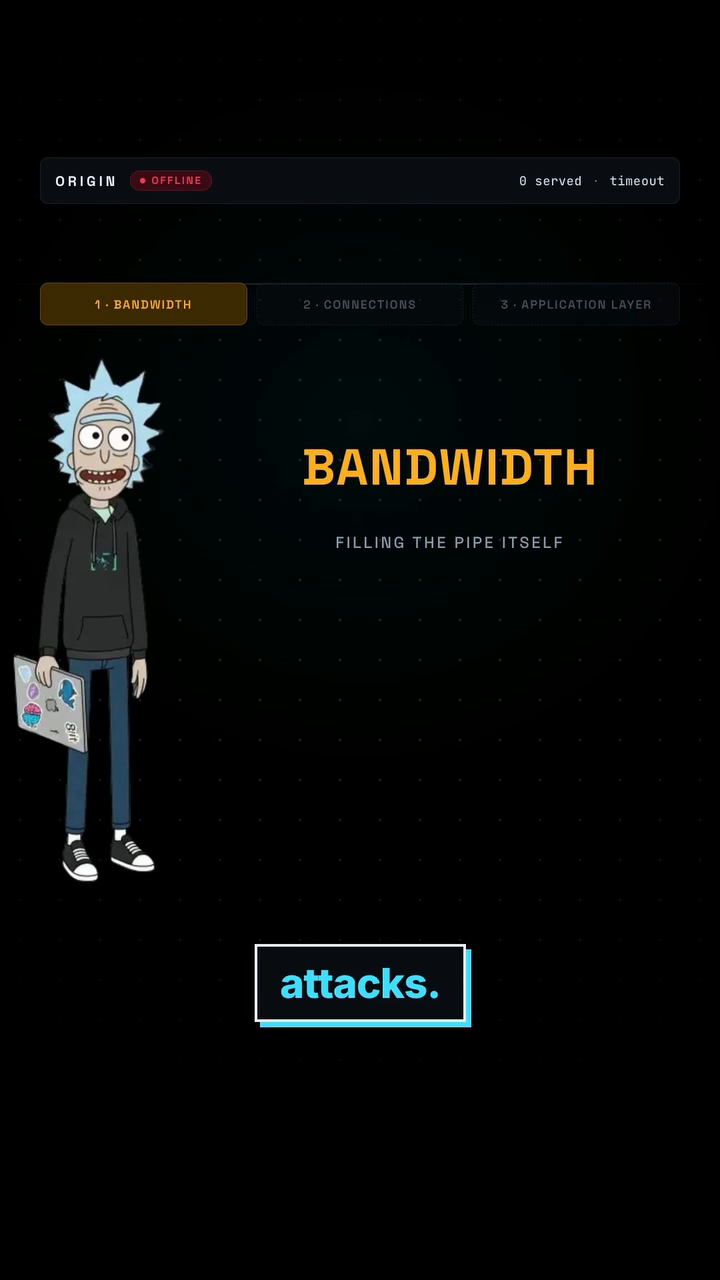 ORIGIN • OFFLINE 0 served · timeout
1 · BANDWIDTH 2 · CONNECTIONS 3 · APPLICATION LAYER
BANDWIDTH
FILLING THE PIPE ITSELF
attacks.